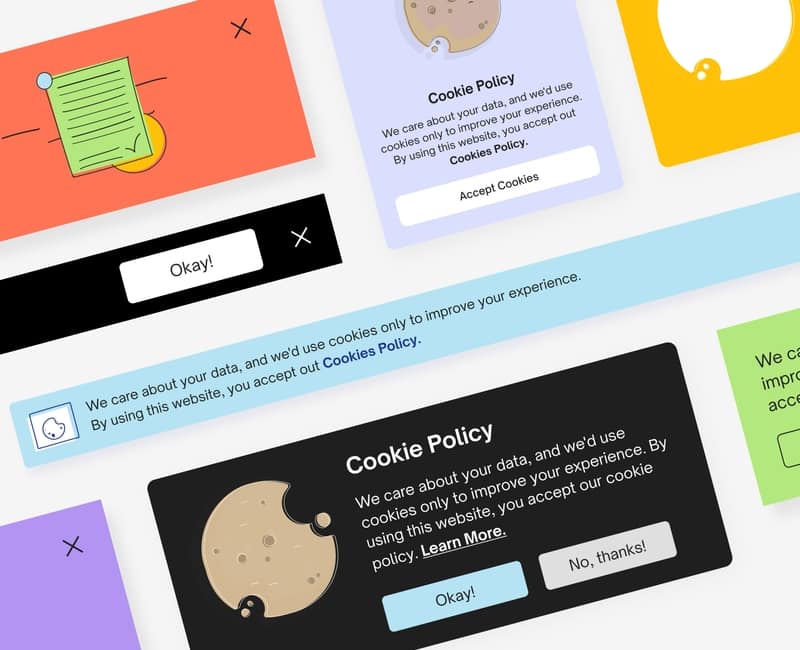 Cookie Policy
We care about your data, and we'd use
cookies only to improve your experience.
By using this website, you accept out
Cookies Policy.
Accept Cookies
Okay!
We care about your data, and we'd use cookies only to improve your experience.
By using this website, you accept out Cookies Policy.
Cookie Policy
We care about your data, and we'd use
cookies only to improve your experience. By
using this website, you accept our cookie
policy. Learn More.
Okay!
No, thanks!
We